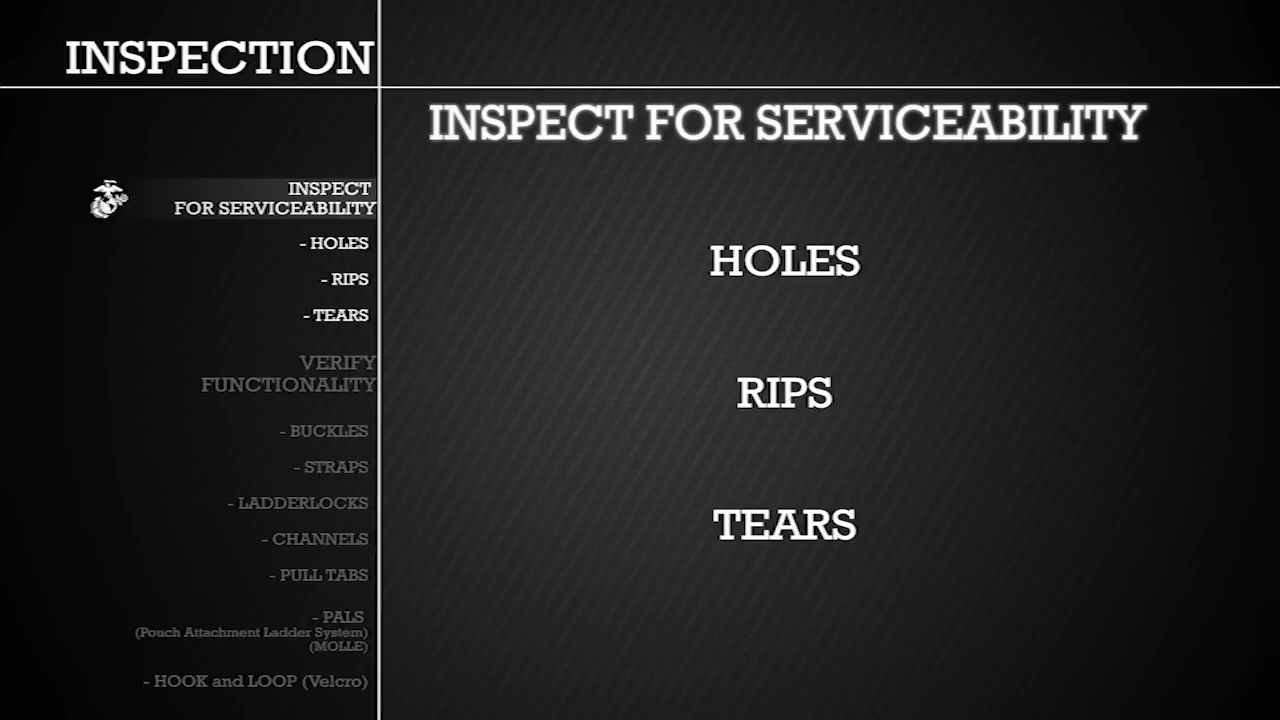 INSPECTION
INSPECT
FOR SERVICEABILITY
- HOLES
- RIPS
- TEARS
VERIFY
FUNCTIONALITY
- BUCKLES
- STRAPS
- LADDERLOCKS
- CHANNELS
- PULL TABS
- PALS
(Pouch Attachment Ladder System)
(MOLLE)
- HOOK and LOOP (Velcro)
INSPECT FOR SERVICEABILITY
HOLES
RIPS
TEARS